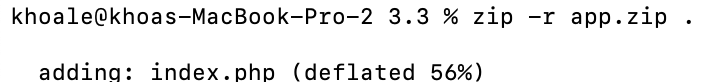 khoale@khoas-MacBook-Pro-2 3.3 % zip -r app.zip .
adding: index.php (deflated 56%)